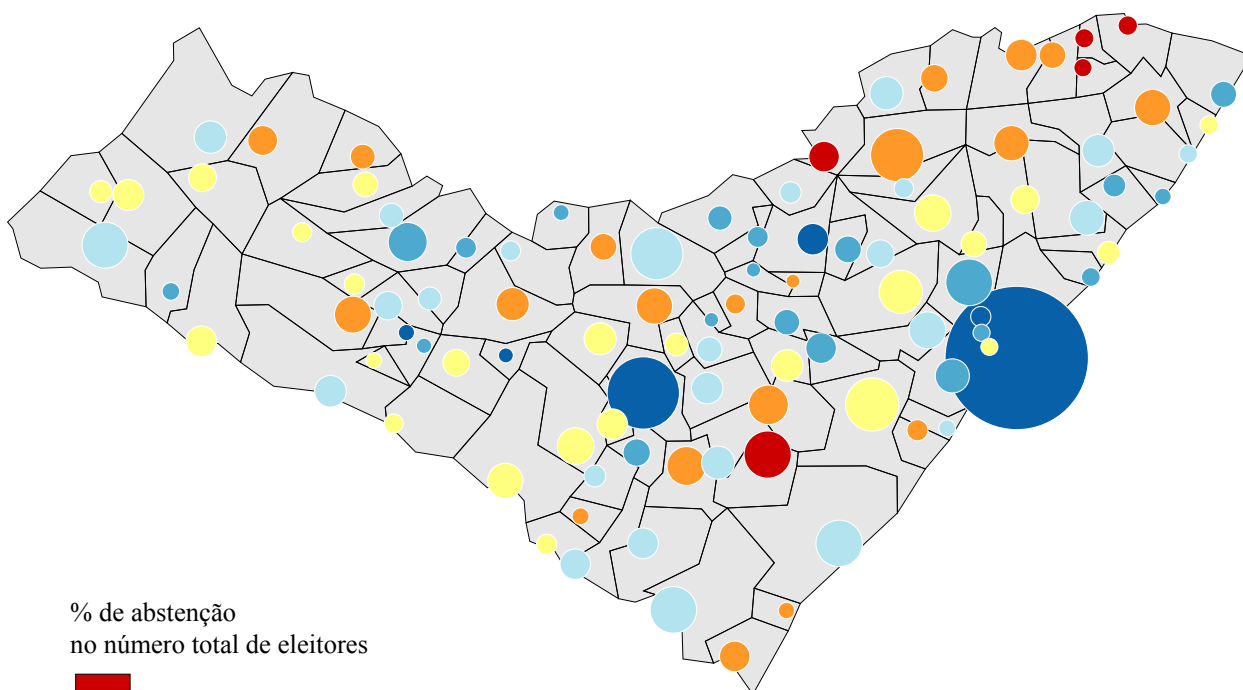 % de abstenção
no número total de eleitores